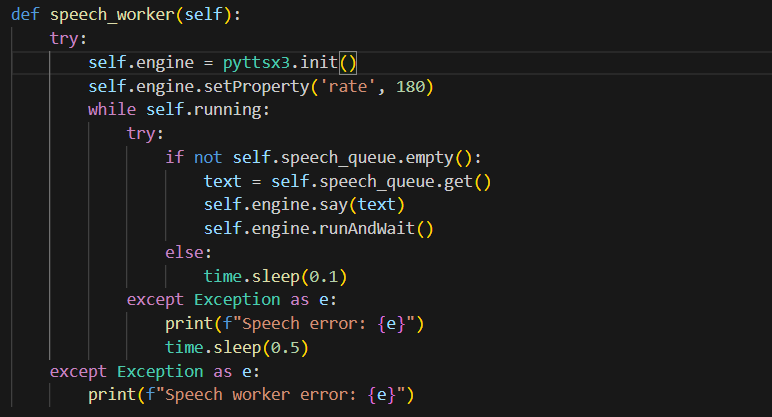 def speech_worker(self):
    try:
        self.engine = pyttsx3.init()
        self.engine.setProperty('rate', 180)
        while self.running:
            try:
                if not self.speech_queue.empty():
                    text = self.speech_queue.get()
                    self.engine.say(text)
                    self.engine.runAndWait()
                else:
                    time.sleep(0.1)
            except Exception as e:
                print(f"Speech error: {e}")
                time.sleep(0.5)
    except Exception as e:
        print(f"Speech worker error: {e}")